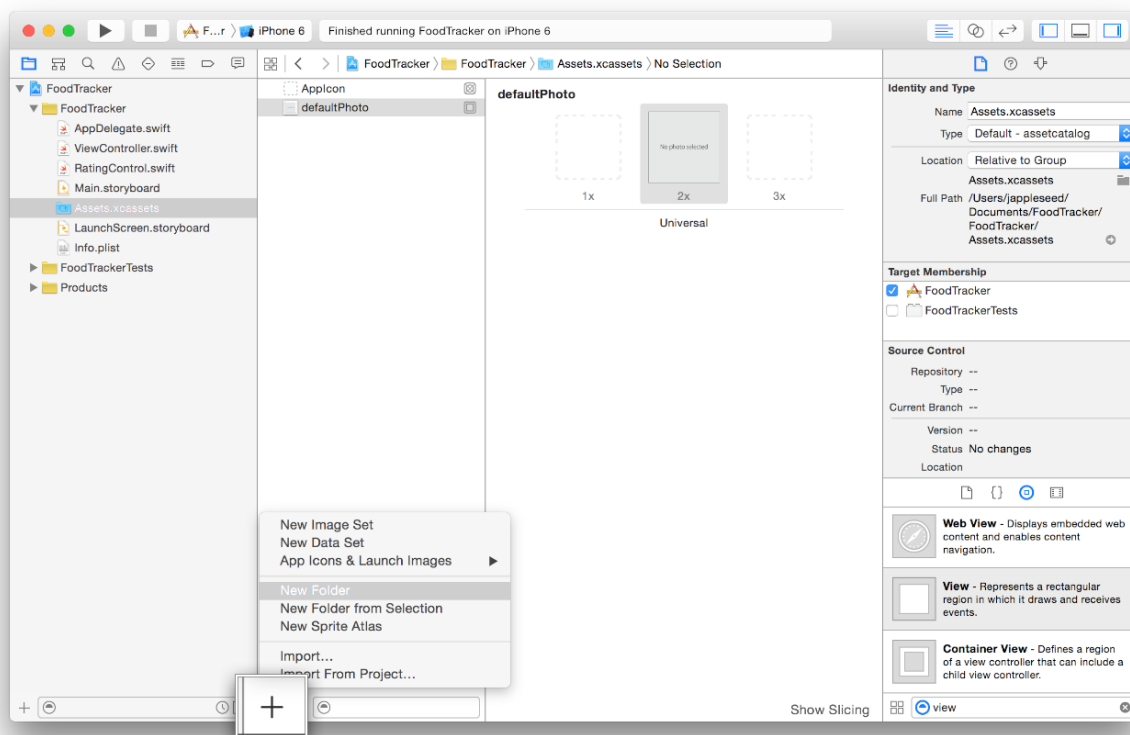 F...r
iPhone 6
Finished running FoodTracker on iPhone 6
FoodTracker
FoodTracker
Assets.xcassets
No Selection
FoodTracker
FoodTracker
AppDelegate.swift
ViewController.swift
RatingControl.swift
Main.storyboard
Assets.xcassets
LaunchScreen.storyboard
Info.plist
FoodTrackerTests
Products
AppIcon
defaultPhoto
defaultPhoto
No photo selected
1x
2x
3x
Universal
New Image Set
New Data Set
App Icons & Launch Images
New Folder
New Folder from Selection
New Sprite Atlas
Import...
Import From Project...
Show Slicing
Identity and Type
Name Assets.xcassets
Type Default - assetcatalog
Location Relative to Group
Assets.xcassets
Full Path /Users/jappleseed/
Documents/FoodTracker/
FoodTracker/
Assets.xcassets
Target Membership
FoodTracker
FoodTrackerTests
Source Control
Repository --
Type --
Current Branch --
Version --
Status No changes
Location
Web View - Displays embedded web
content and enables content
navigation.
View - Represents a rectangular
region in which it draws and receives
events.
Container View - Defines a region
of a view controller that can include a
child view controller.
view